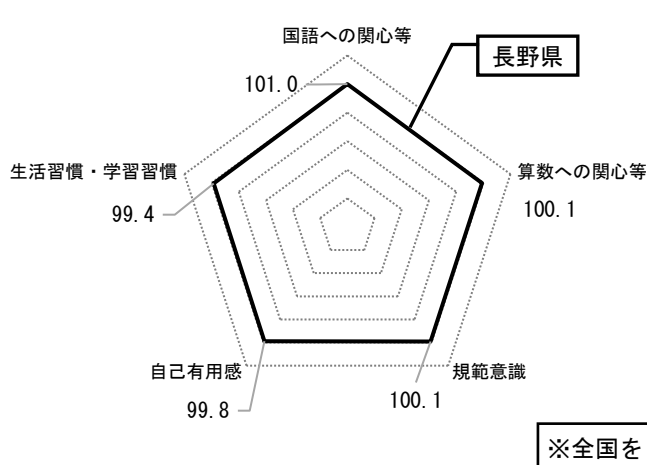 国語への関心等
長野県
101.0
生活習慣・学習習慣
算数への関心等
99.4
100.1
自己有用感
規範意識
99.8
100.1
※全国を